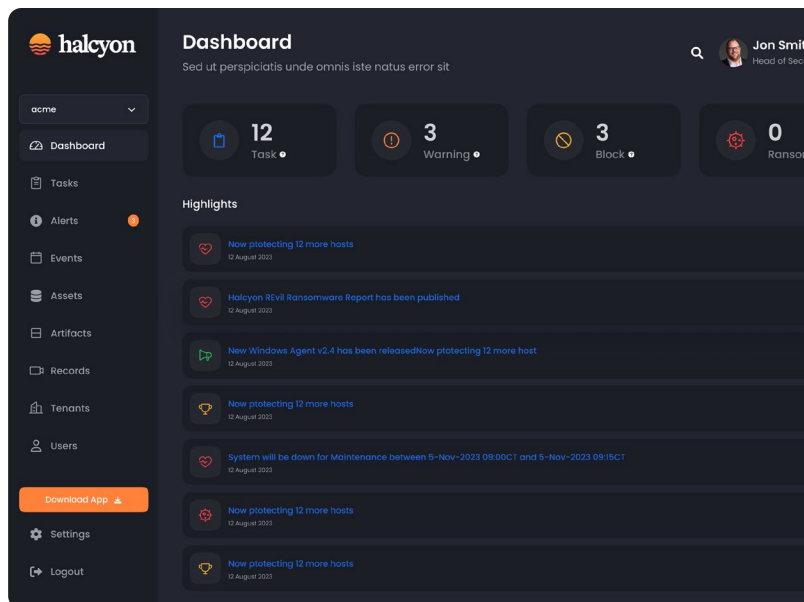 halcyon
Dashboard
Sed ut perspiciatis unde omnis iste natus error sit
Jon Smit
Head of Sec
acme
Dashboard
Tasks
Alerts
3
Events
Assets
Artifacts
Records
Tenants
Users
Download App
Settings
Logout
12
Task
3
Warning
3
Block
0
Ranso
Highlights
Now ptotecting 12 more hosts
12 August 2023
Halcyon REvil Ransomware Report has been published
12 August 2023
New Windows Agent v2.4 has been releasedNow ptotecting 12 more host
12 August 2023
Now ptotecting 12 more hosts
12 August 2023
System will be down for Maintenance between 5-Nov-2023 09:00CT and 5-Nov-2023 09:15CT
12 August 2023
Now ptotecting 12 more hosts
12 August 2023
Now ptotecting 12 more hosts
12 August 2023